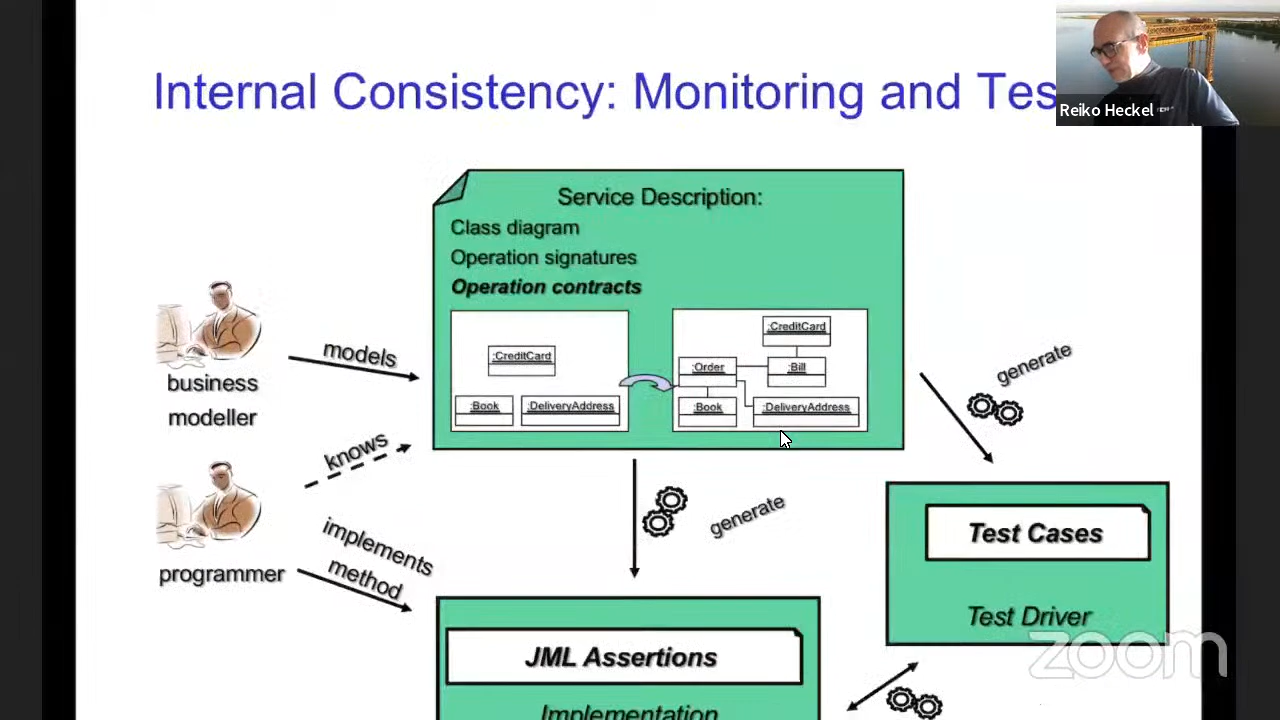 Internal Consistency: Monitoring and Tes
Reiko Heckel
Service Description:
Class diagram
Operation signatures
Operation contracts
:CreditCard
:Book
:DeliveryAddress
:CreditCard
:Order
:Bill
:Book
:DeliveryAddress
business
modeller
models
knows
programmer
implements
method
generate
generate
Test Cases
Test Driver
JML Assertions
Implementation
zoom